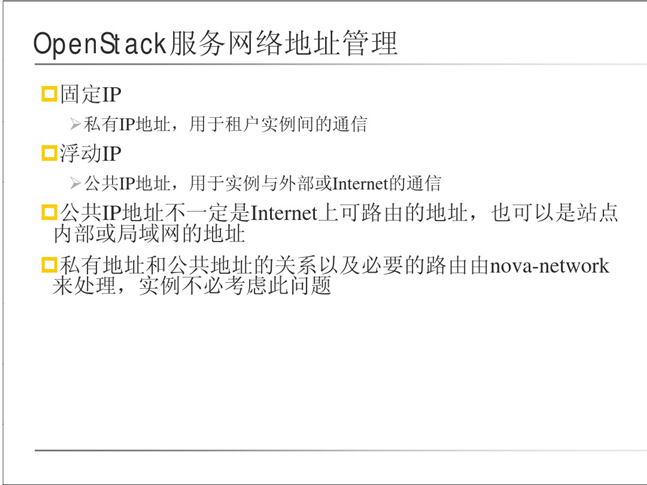 OpenStack服务网络地址管理
固定IP
私有IP地址，用于租户实例间的通信
浮动IP
公共IP地址，用于实例与外部或Internet的通信
公共IP地址不一定是Internet上可路由的地址，也可以是站点
内部或局域网的地址
私有地址和公共地址的关系以及必要的路由由nova-network
来处理，实例不必考虑此问题